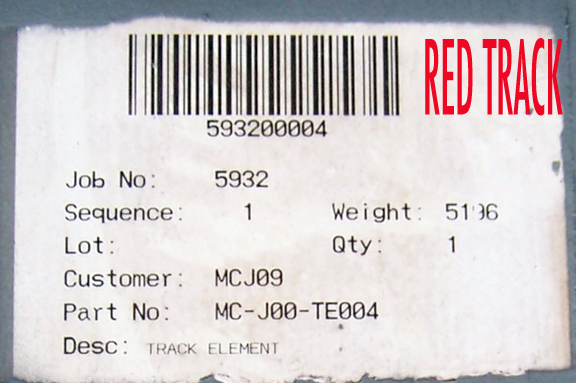 RED TRACK
593200004
Job No: 5932
Sequence: 1 Weight: 5196
Lot: Qty: 1
Customer: MCJ09
Part No: MC-J00-TE004
Desc: TRACK ELEMENT